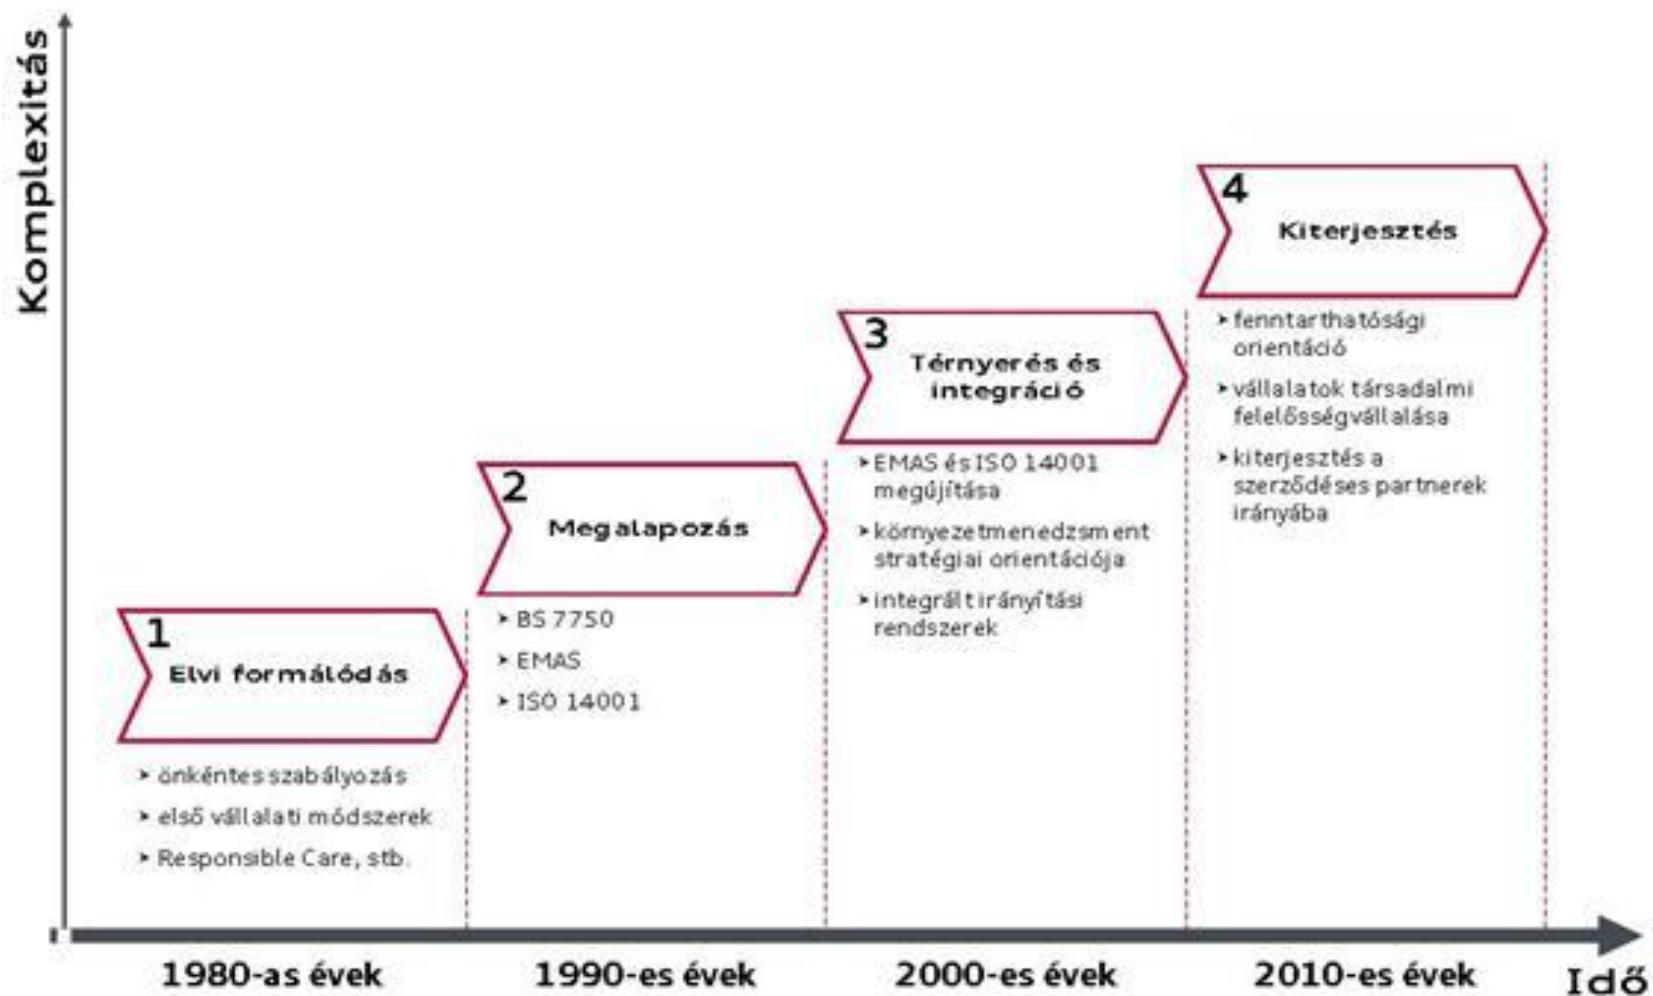 Komplexitás
1
Elvi formálódás
➤ önkéntes szabályozás
➤ első vállalati módszerek
➤ Responsible Care, stb.
2
Megalapozás
➤ BS 7750
➤ EMAS
➤ ISO 14001
3
Térnyerés és
integráció
➤ EMAS és ISO 14001
megújítása
➤ környezetmenedzsment
stratégiai orientációja
➤ integrált irányítási
rendszerek
4
Kiterjesztés
➤ fenntarthatósági
orientáció
➤ vállalatok társadalmi
felelősségvállalása
➤ kiterjesztés a
szerződéses partnerek
irányába
1980-as évek
1990-es évek
2000-es évek
2010-es évek
Idő